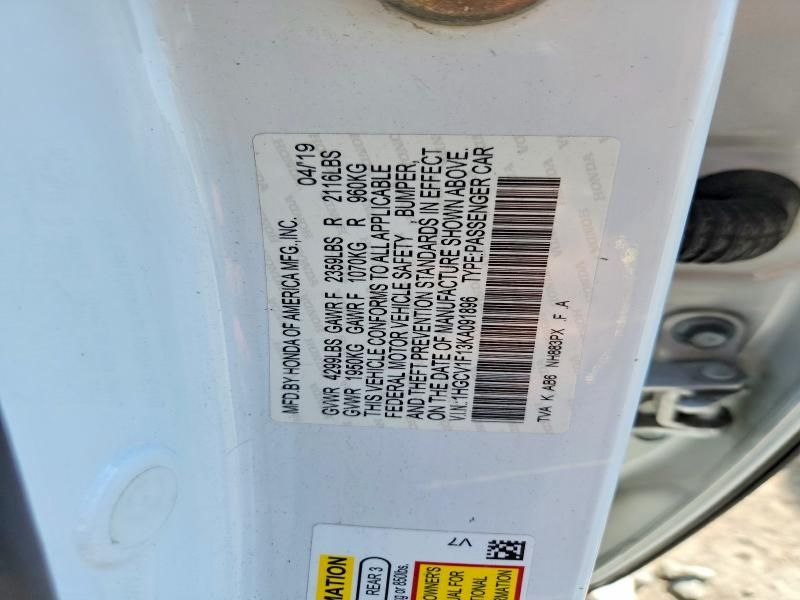 MFD.BY HONDA OF AMERICA MFG.,INC. 04/19
GVWR 4299LBS GAWR F 2359LBS R 2116LBS
GVWR 1950KG GAWR F 1070KG R 960KG
THIS VEHICLE CONFORMS TO ALL APPLICABLE
FEDERAL MOTOR VEHICLE SAFETY , BUMPER,
AND THEFT PREVENTION STANDARDS IN EFFECT
ON THE DATE OF MANUFACTURE SHOWN ABOVE.
V.I.N.:1HGCV1F13KA091896 TYPE:PASSENGER CAR
TVA K AB6 NH883PX F A
V7
REAR 3
OWNER'S